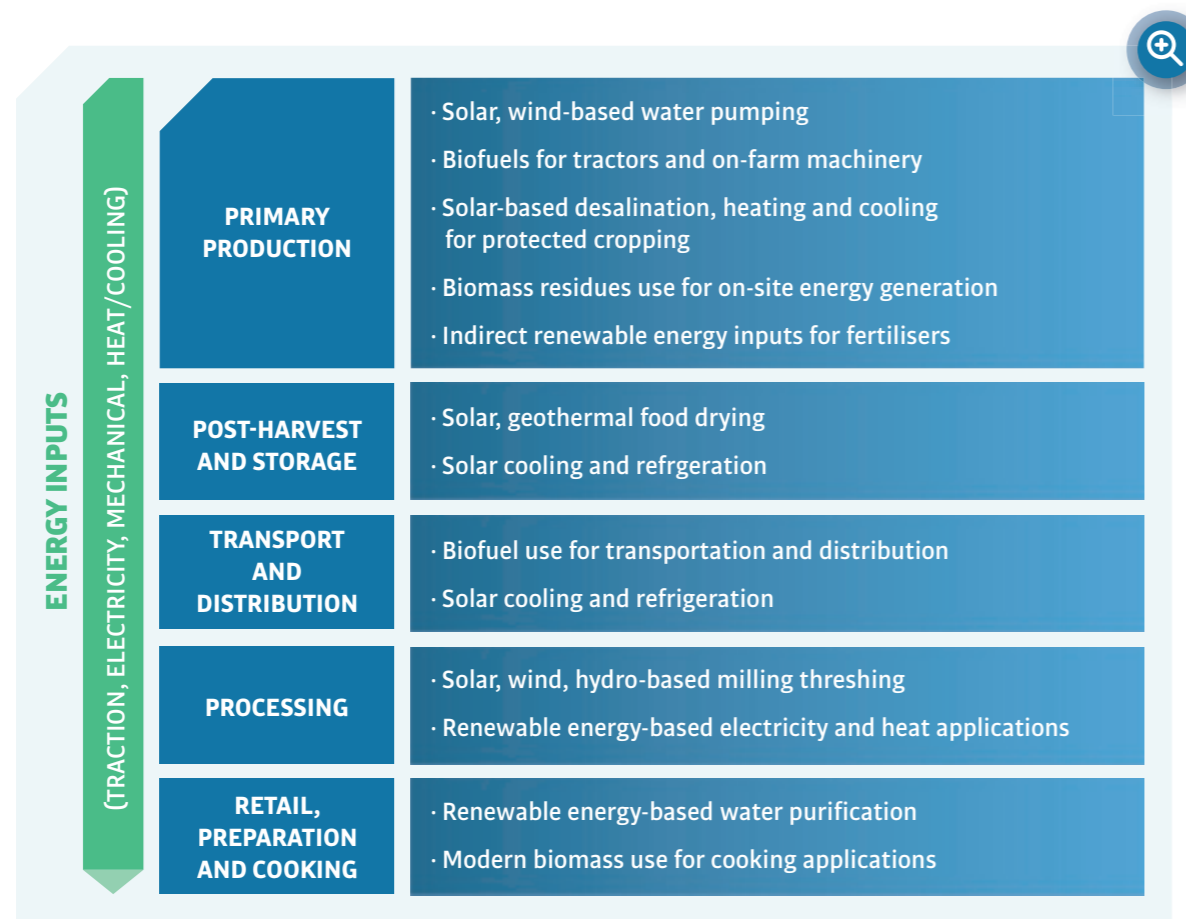 ENERGY INPUTS
(TRACTION, ELECTRICITY, MECHANICAL, HEAT/COOLING)
PRIMARY
PRODUCTION
· Solar, wind-based water pumping
· Biofuels for tractors and on-farm machinery
· Solar-based desalination, heating and cooling
for protected cropping
· Biomass residues use for on-site energy generation
· Indirect renewable energy inputs for fertilisers
POST-HARVEST
AND STORAGE
· Solar, geothermal food drying
· Solar cooling and refrgeration
TRANSPORT
AND
DISTRIBUTION
· Biofuel use for transportation and distribution
· Solar cooling and refrigeration
PROCESSING
· Solar, wind, hydro-based milling threshing
· Renewable energy-based electricity and heat applications
RETAIL,
PREPARATION
AND COOKING
· Renewable energy-based water purification
· Modern biomass use for cooking applications